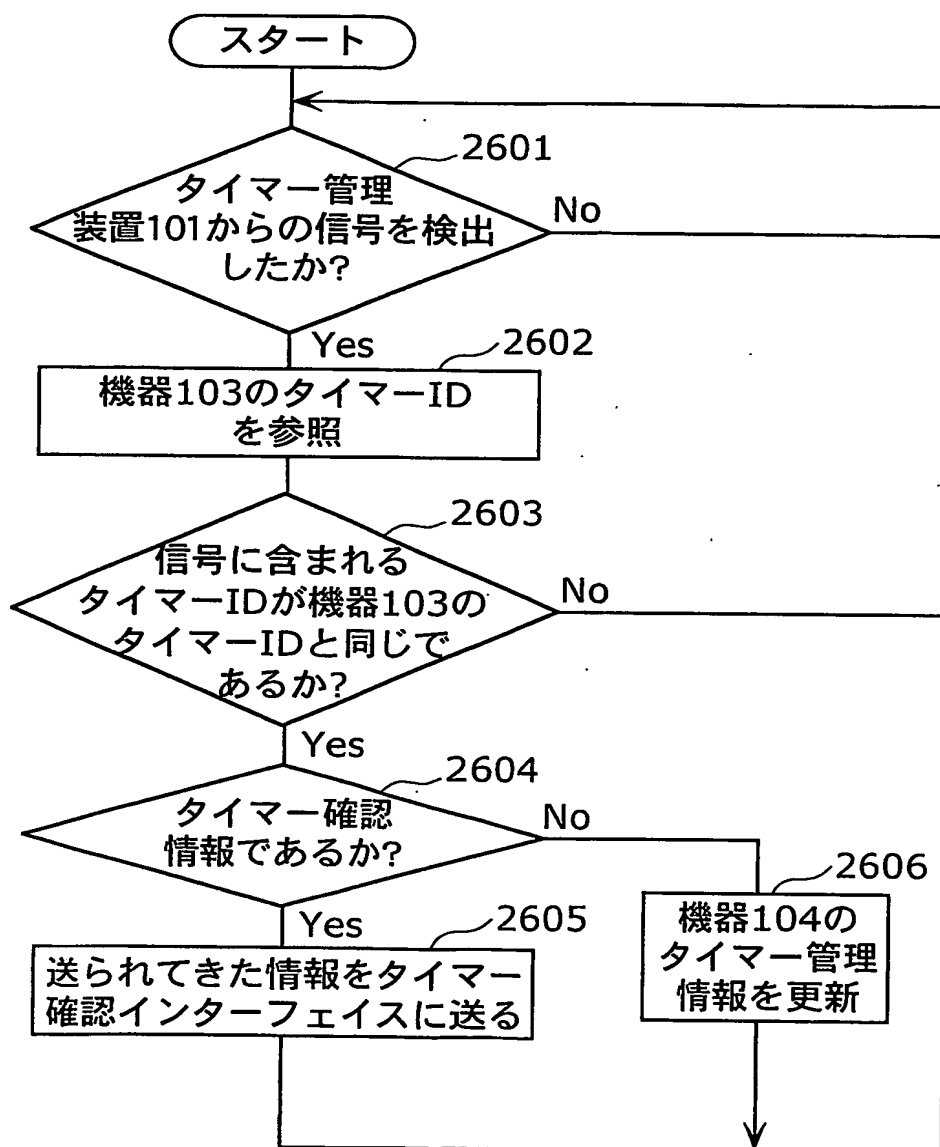 スタート
2601
タイマー管理
装置101からの信号を検出
したか?
No
Yes
2602
機器103のタイマーID
を参照
2603
信号に含まれる
タイマーIDが機器103の
タイマーIDと同じで
あるか?
No
Yes
2604
タイマー確認
情報であるか?
No
Yes
2605
送られてきた情報をタイマー
確認インターフェイスに送る
2606
機器104の
タイマー管理
情報を更新